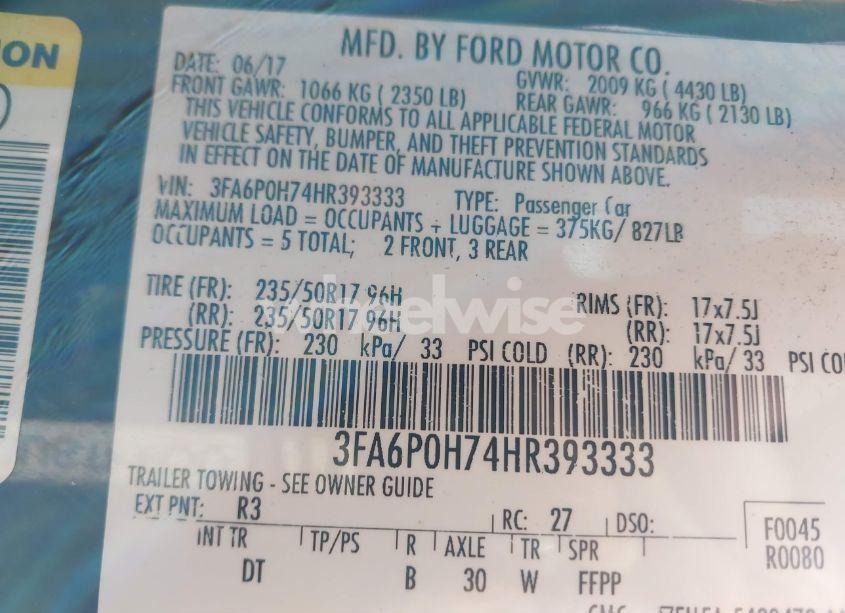 ION
MFD. BY FORD MOTOR CO.
DATE: 06/17 GVWR: 2009 KG ( 4430 LB)
FRONT GAWR: 1066 KG ( 2350 LB) REAR GAWR: 966 KG ( 2130 LB)
THIS VEHICLE CONFORMS TO ALL APPLICABLE FEDERAL MOTOR
VEHICLE SAFETY, BUMPER, AND THEFT PREVENTION STANDARDS
IN EFFECT ON THE DATE OF MANUFACTURE SHOWN ABOVE.
VIN: 3FA6P0H74HR393333 TYPE: Passenger Car
MAXIMUM LOAD = OCCUPANTS + LUGGAGE = 375KG/ 827LB
OCCUPANTS = 5 TOTAL; 2 FRONT, 3 REAR
TIRE (FR): 235/50R17 96H RIMS (FR): 17x7.5J
(RR): 235/50R17 96H (RR): 17x7.5J
PRESSURE (FR): 230 kPa/ 33 PSI COLD (RR): 230 kPa/ 33 PSI CO
3FA6P0H74HR393333
TRAILER TOWING - SEE OWNER GUIDE
EXT PNT: R3 RC: 27 DSO: F0045
INT TR TP/PS R AXLE TR SPR R0080
DT B 30 W FFPP